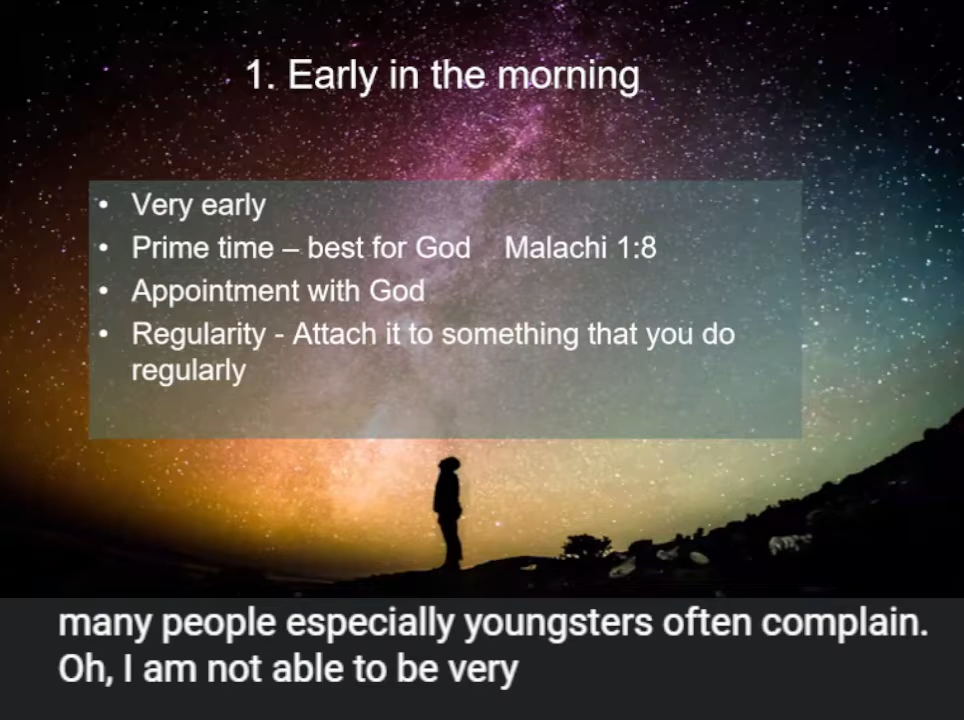 1. Early in the morning
• Very early
• Prime time – best for God Malachi 1:8
• Appointment with God
• Regularity - Attach it to something that you do
regularly
many people especially youngsters often complain.
Oh, I am not able to be very